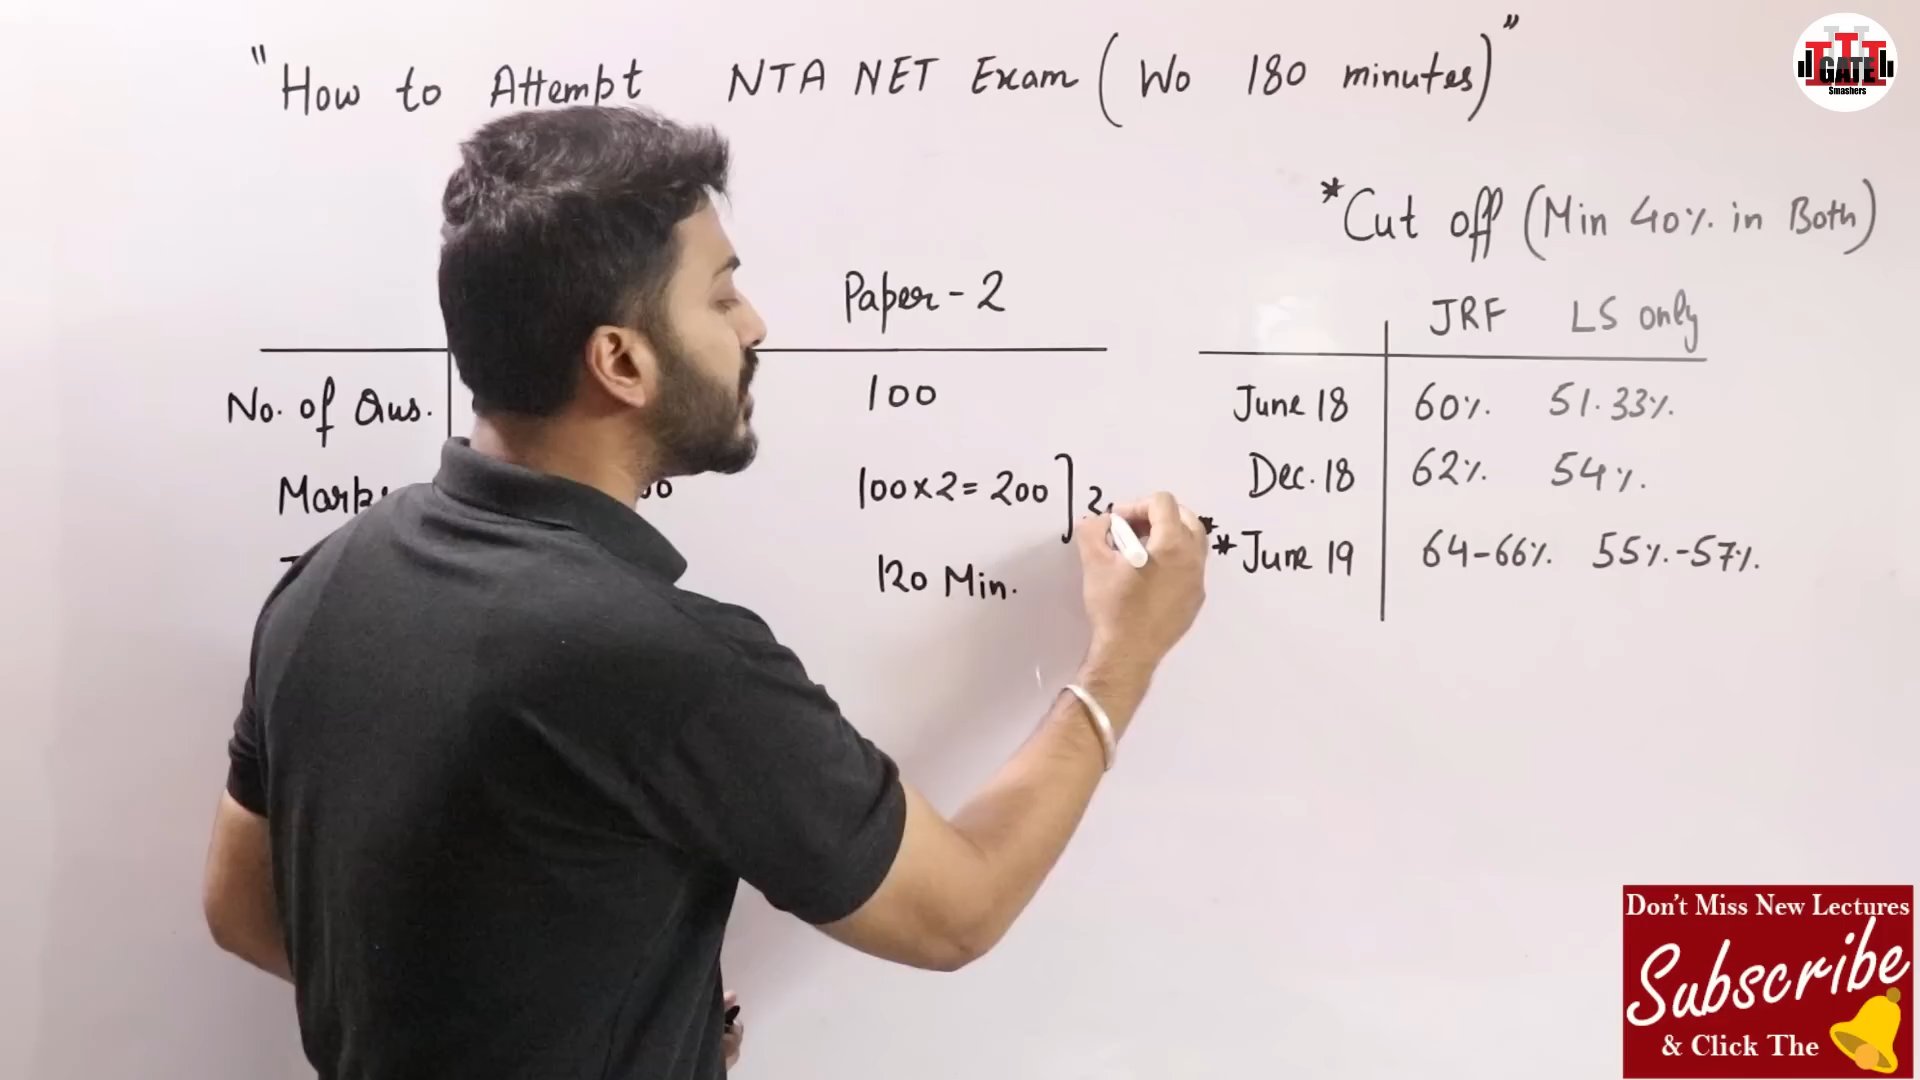 "How to Attempt NTA NET Exam (Wo 180 minutes)"
GATE
Smashers
*Cut off (Min 40% in Both)
Paper - 2
JRF LS only
No. of Qus. 100
June 18 60% 51.33%
Marks 100x2=200]
Dec. 18 62% 54%.
120 Min.
**June 19 64-66%. 55%.-57%.
Don't Miss New Lectures
Subscribe
& Click The